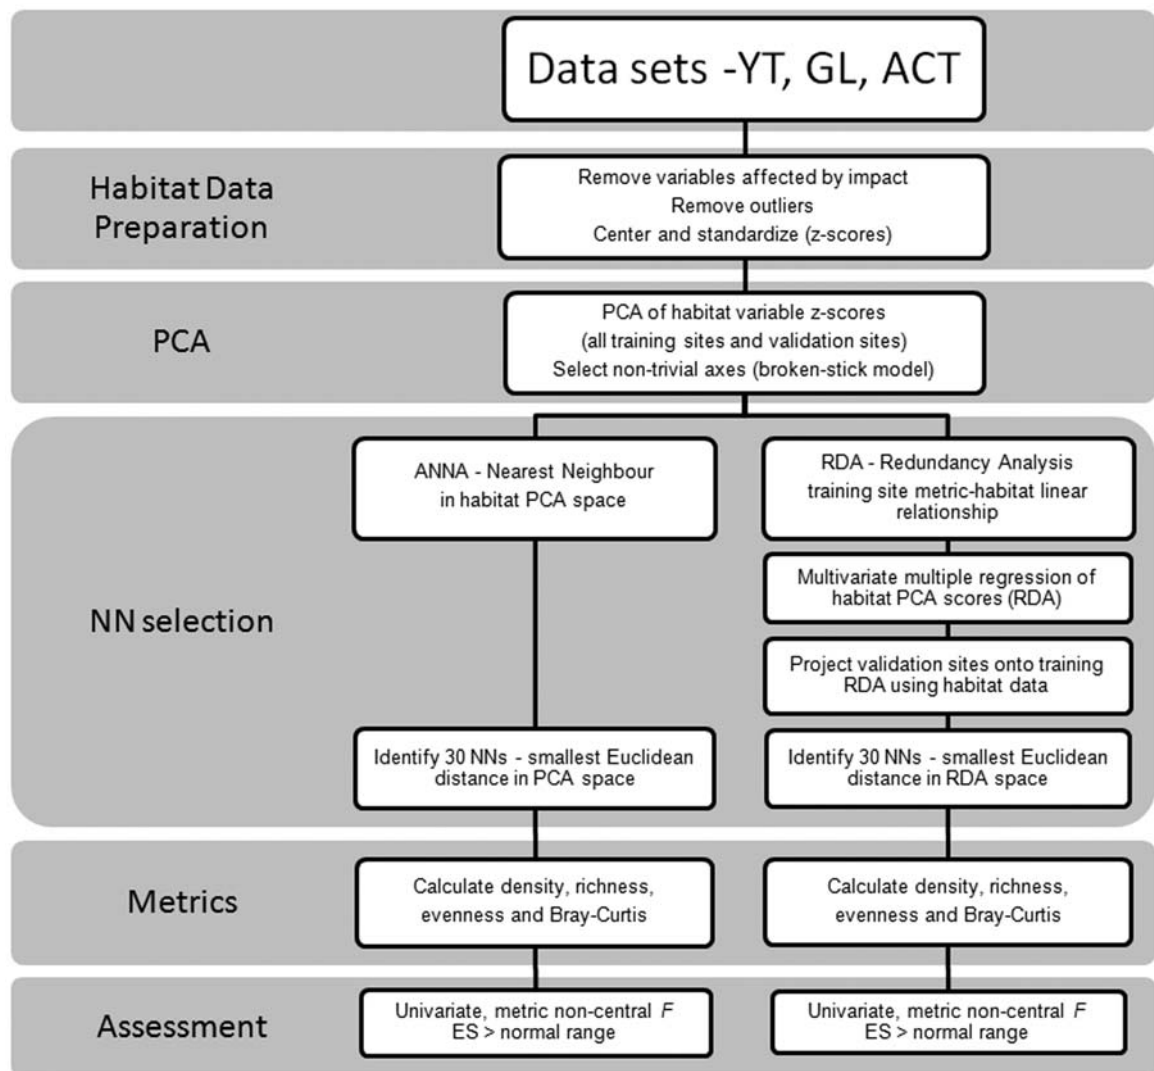 Data sets -YT, GL, ACT
Habitat Data
Preparation
Remove variables affected by impact
Remove outliers
Center and standardize (z-scores)
PCA
PCA of habitat variable z-scores
(all training sites and validation sites)
Select non-trivial axes (broken-stick model)
NN selection
ANNA - Nearest Neighbour
in habitat PCA space
Identify 30 NNs - smallest Euclidean
distance in PCA space
RDA - Redundancy Analysis
training site metric-habitat linear
relationship
Multivariate multiple regression of
habitat PCA scores (RDA)
Project validation sites onto training
RDA using habitat data
Identify 30 NNs - smallest Euclidean
distance in RDA space
Metrics
Calculate density, richness,
evenness and Bray-Curtis
Calculate density, richness,
evenness and Bray-Curtis
Assessment
Univariate, metric non-central F
ES > normal range
Univariate, metric non-central F
ES > normal range